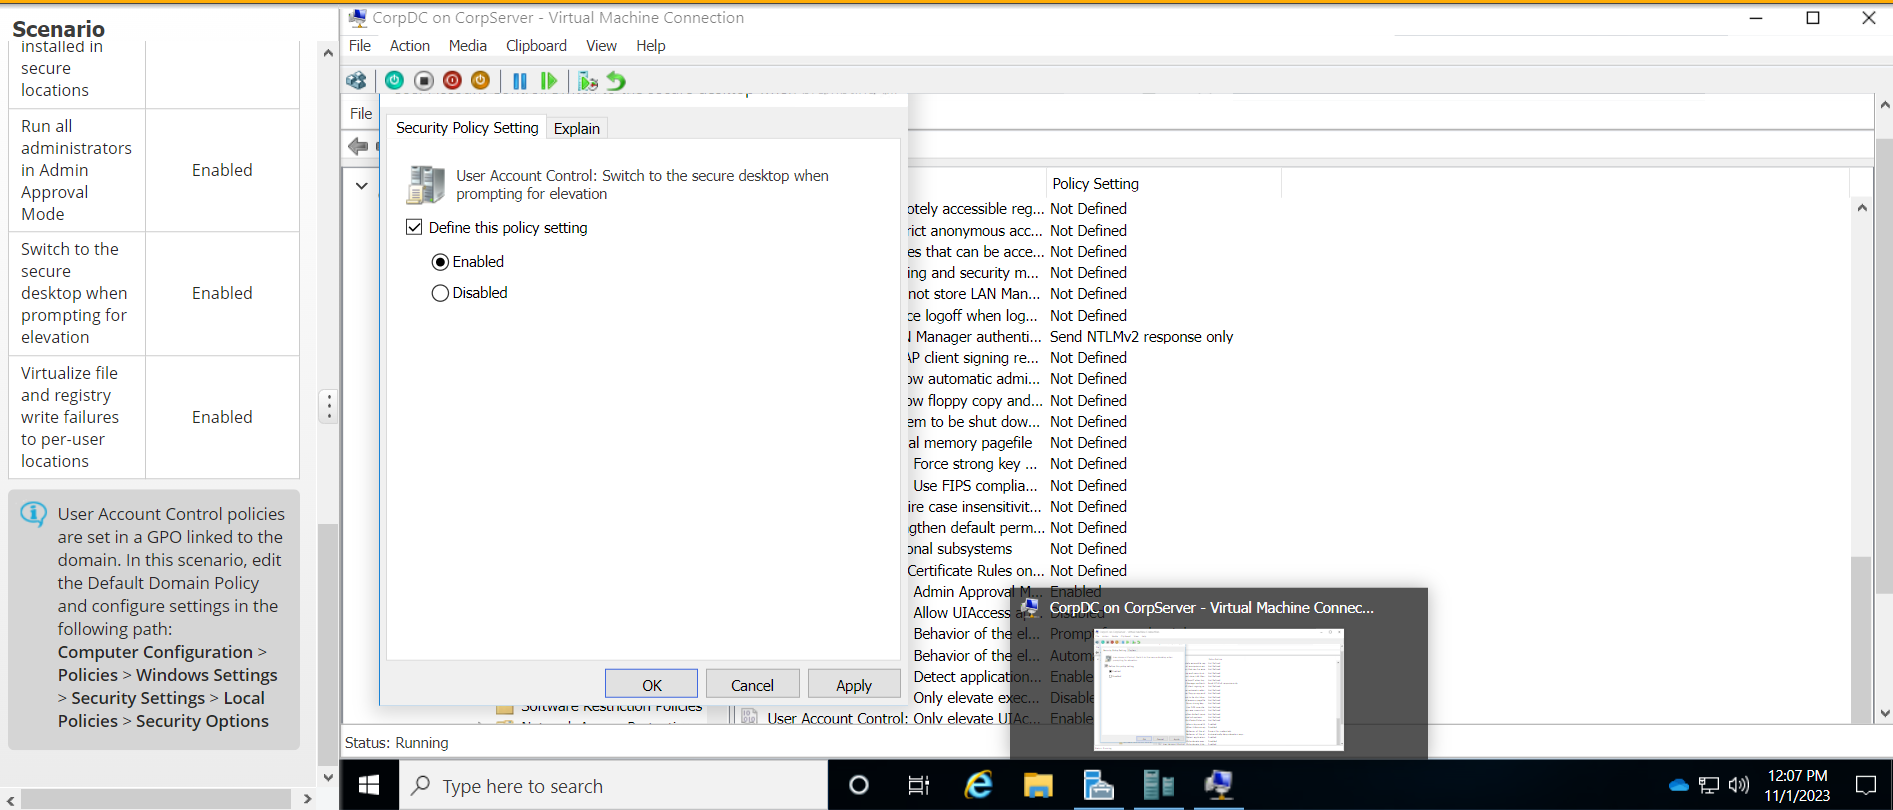 Scenario
installed in
secure
locations
Run all
administrators
in Admin
Approval
Mode
Enabled
Switch to the
secure
desktop when
prompting for
elevation
Enabled
Virtualize file
and registry
write failures
to per-user
locations
Enabled
User Account Control policies
are set in a GPO linked to the
domain. In this scenario, edit
the Default Domain Policy
and configure settings in the
following path:
Computer Configuration >
Policies > Windows Settings
> Security Settings > Local
Policies > Security Options
CorpDC on CorpServer - Virtual Machine Connection
File Action Media Clipboard View Help
File
Security Policy Setting Explain
User Account Control: Switch to the secure desktop when
prompting for elevation
Define this policy setting
Enabled
Disabled
OK Cancel Apply
Policy Setting
otely accessible reg... Not Defined
rict anonymous acc... Not Defined
es that can be acce... Not Defined
ing and security m... Not Defined
not store LAN Man... Not Defined
ce logoff when log... Not Defined
Manager authenti... Send NTLMv2 response only
AP client signing re... Not Defined
ow automatic admi... Not Defined
ow floppy copy and... Not Defined
em to be shut dow... Not Defined
al memory pagefile Not Defined
Force strong key ... Not Defined
Use FIPS complia... Not Defined
ire case insensitivit... Not Defined
gthen default perm... Not Defined
onal subsystems Not Defined
Certificate Rules on... Not Defined
Admin Approval M... Enabled
Allow UIAccess ap... Disabled
Behavior of the el... Prompt
Behavior of the el... Autom
Detect application... Enable
Only elevate exec... Disable
User Account Control: Only elevate UIAc... Enable
Software Restriction Policies
CorpDC on CorpServer - Virtual Machine Connec...
Status: Running
Type here to search
12:07 PM
11/1/2023